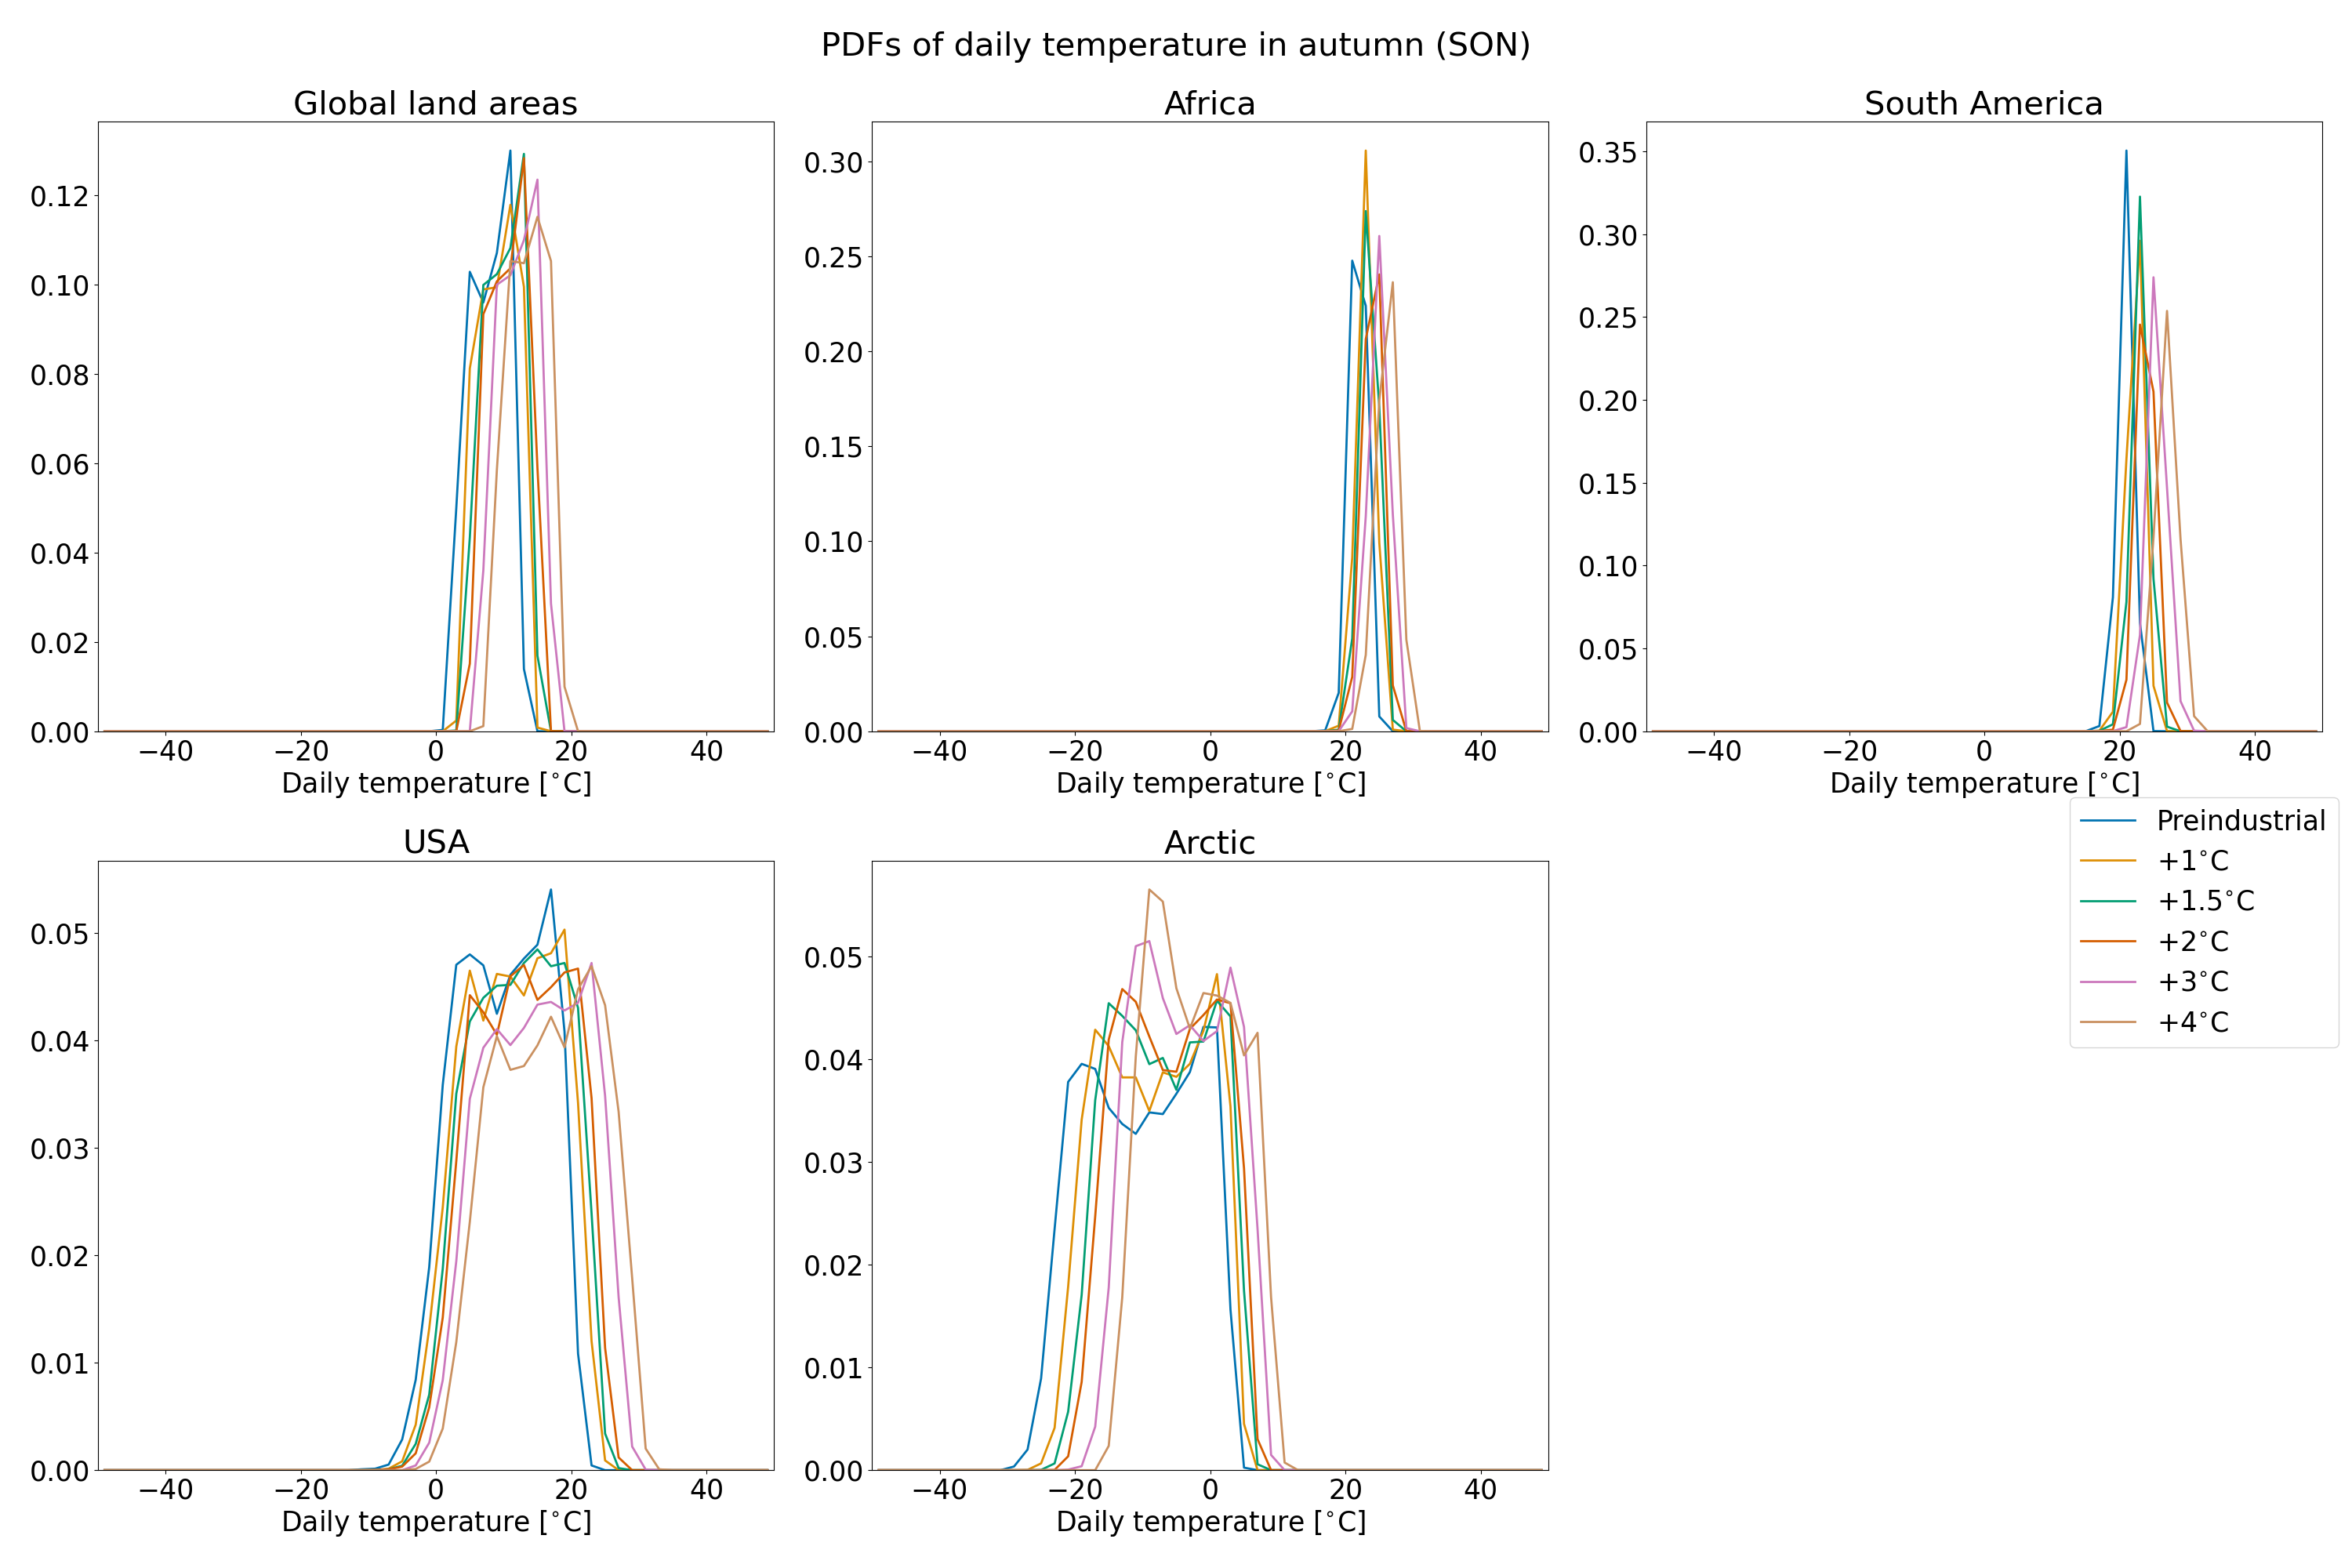 PDFs of daily temperature in autumn (SON)
Global land areas
Africa
South America
0.12
0.10
0.08
0.06
0.04
0.02
0.00
−40 −20 0 20 40
Daily temperature [°C]
0.30
0.25
0.20
0.15
0.10
0.05
0.00
−40 −20 0 20 40
Daily temperature [°C]
0.35
0.30
0.25
0.20
0.15
0.10
0.05
0.00
−40 −20 0 20 40
Daily temperature [°C]
Preindustrial
+1°C
+1.5°C
+2°C
+3°C
+4°C
USA
0.05
0.04
0.03
0.02
0.01
0.00
−40 −20 0 20 40
Daily temperature [°C]
Arctic
0.05
0.04
0.03
0.02
0.01
0.00
−40 −20 0 20 40
Daily temperature [°C]